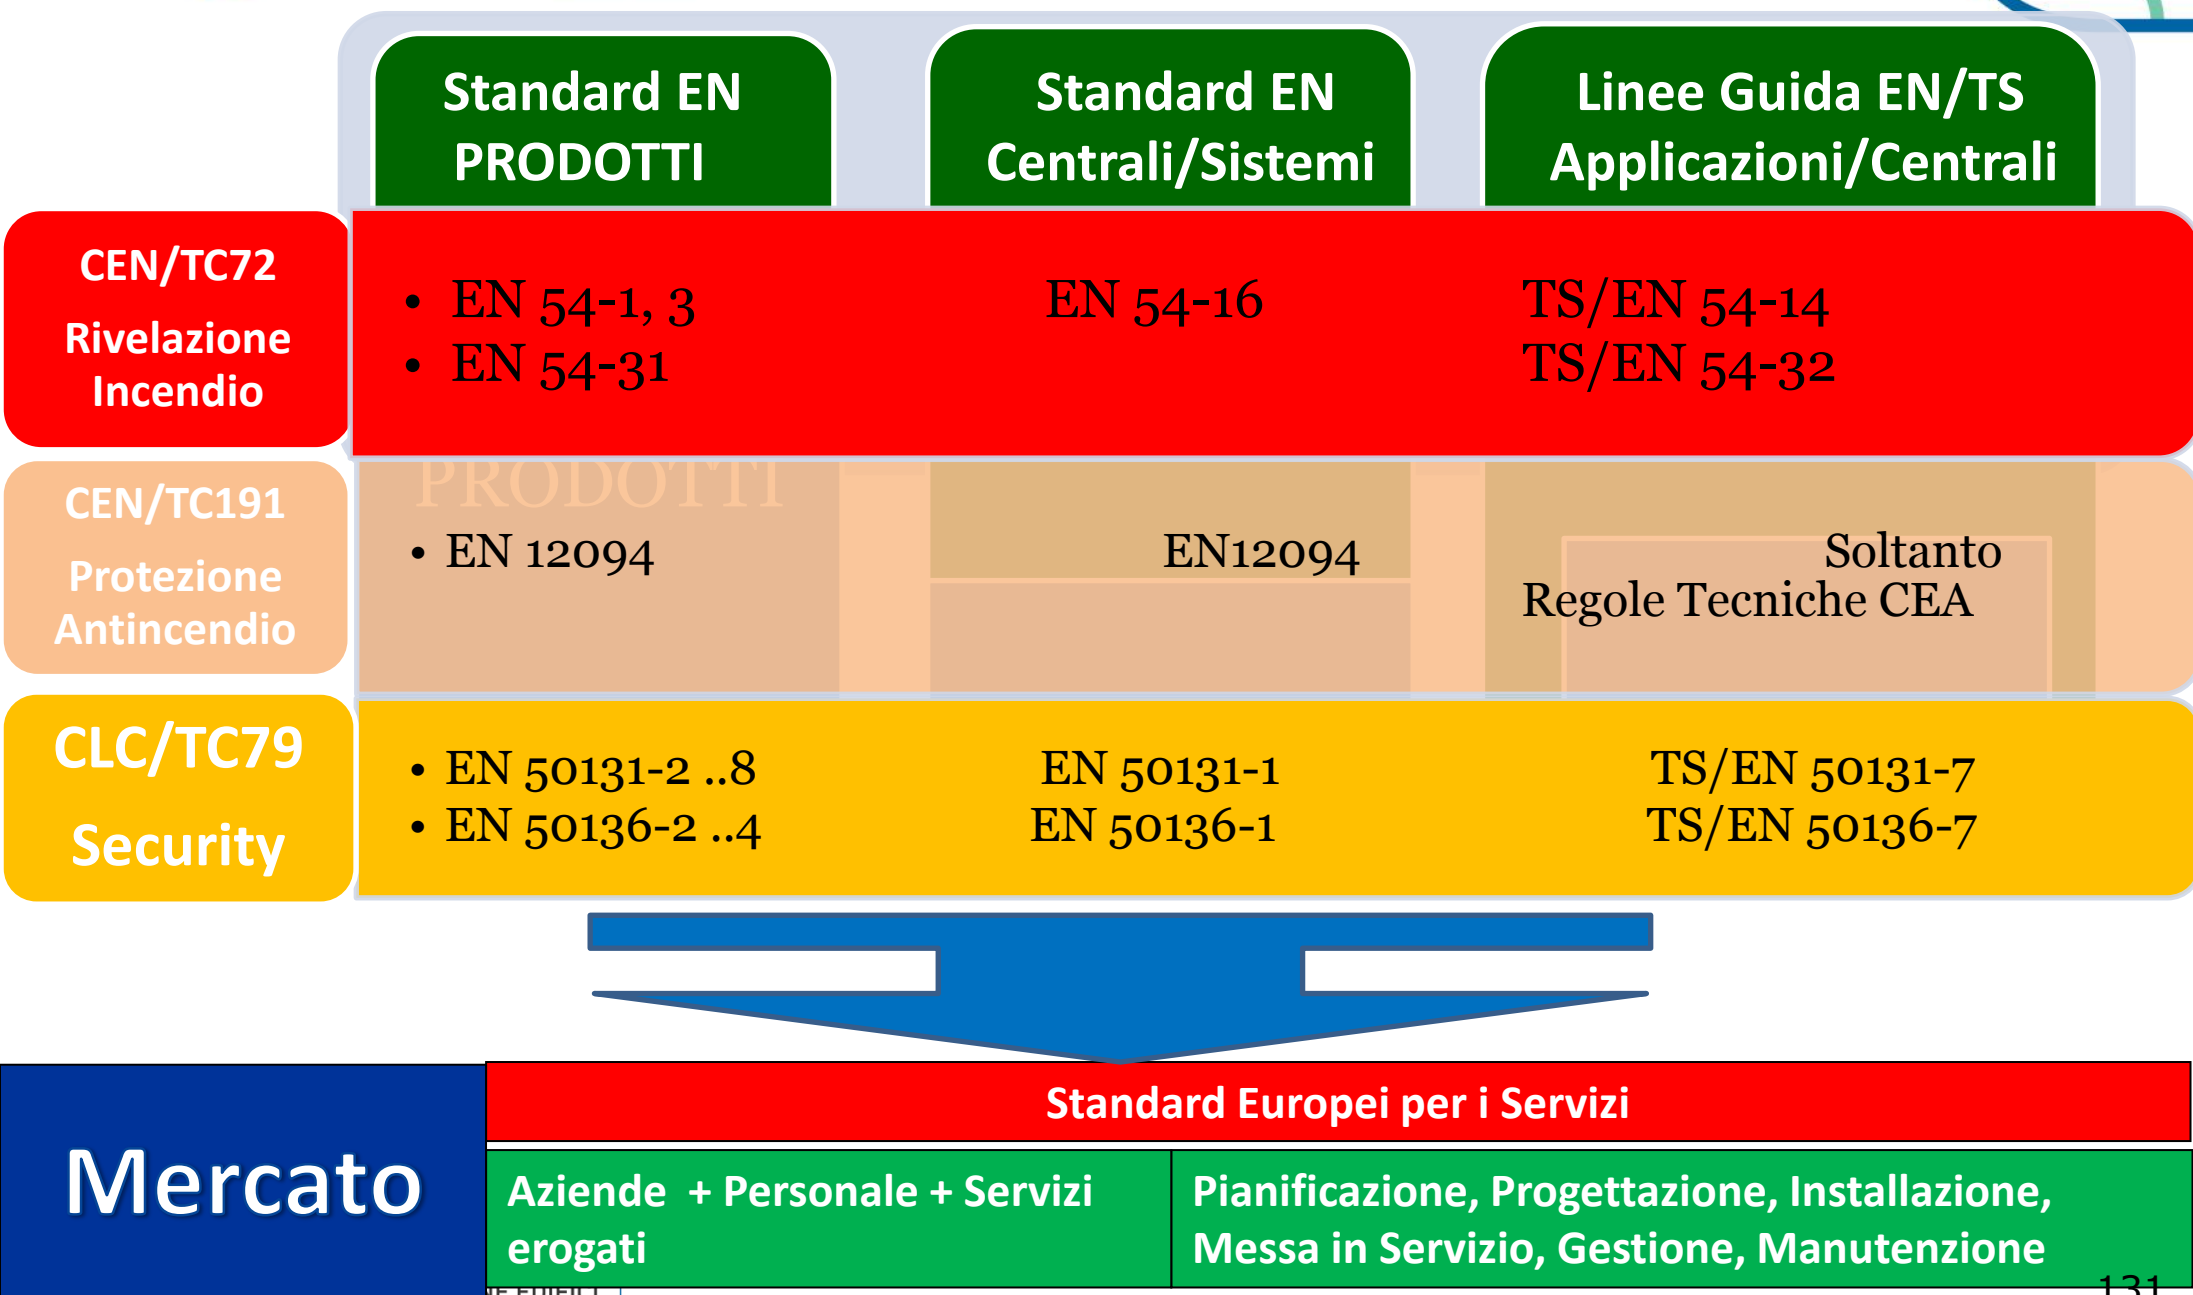 Standard EN
PRODOTTI
Standard EN
Centrali/Sistemi
Linee Guida EN/TS
Applicazioni/Centrali
CEN/TC72
Rivelazione
Incendio
• EN 54-1, 3
• EN 54-31
EN 54-16
TS/EN 54-14
TS/EN 54-32
CEN/TC191
Protezione
Antincendio
PRODOTTI
• EN 12094
EN12094
Soltanto
Regole Tecniche CEA
CLC/TC79
Security
• EN 50131-2 ..8
• EN 50136-2 ..4
EN 50131-1
EN 50136-1
TS/EN 50131-7
TS/EN 50136-7
Mercato
Standard Europei per i Servizi
Aziende + Personale + Servizi
erogati
Pianificazione, Progettazione, Installazione,
Messa in Servizio, Gestione, Manutenzione
131